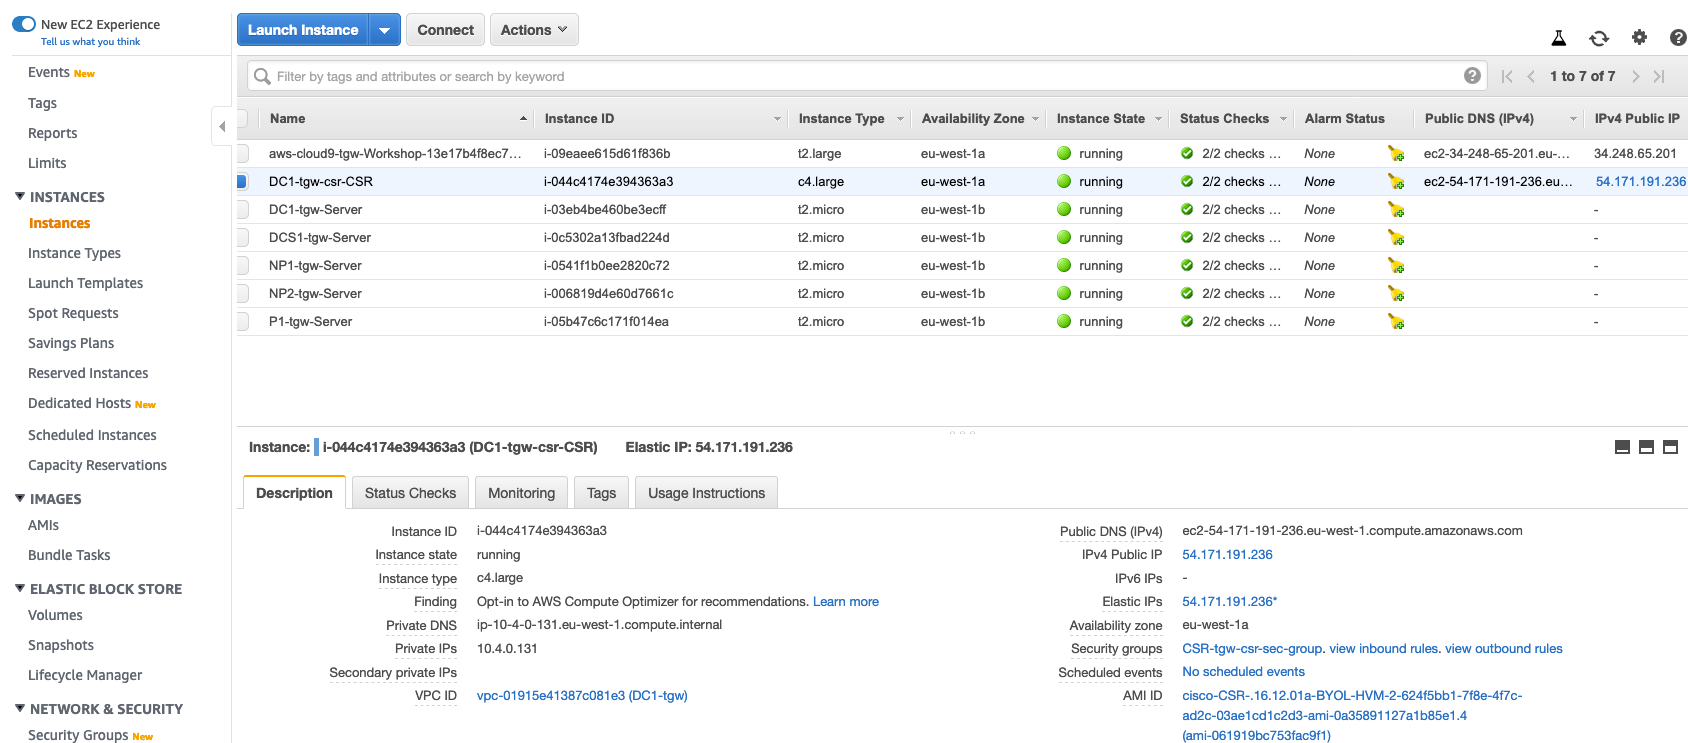 New EC2 Experience
Tell us what you think
Events New
Tags
Reports
Limits
INSTANCES
Instances
Instance Types
Launch Templates
Spot Requests
Savings Plans
Reserved Instances
Dedicated Hosts New
Scheduled Instances
Capacity Reservations
IMAGES
AMIs
Bundle Tasks
ELASTIC BLOCK STORE
Volumes
Snapshots
Lifecycle Manager
NETWORK & SECURITY
Security Groups New
Launch Instance Connect Actions
Filter by tags and attributes or search by keyword 1 to 7 of 7
Name Instance ID Instance Type Availability Zone Instance State Status Checks Alarm Status Public DNS (IPv4) IPv4 Public IP
aws-cloud9-tgw-Workshop-13e17b4f8ec7... i-09eaee615d61f836b t2.large eu-west-1a running 2/2 checks ... None ec2-34-248-65-201.eu-... 34.248.65.201
DC1-tgw-csr-CSR i-044c4174e394363a3 c4.large eu-west-1a running 2/2 checks ... None ec2-54-171-191-236.eu... 54.171.191.236
DC1-tgw-Server i-03eb4be460be3ecff t2.micro eu-west-1b running 2/2 checks ... None -
DCS1-tgw-Server i-0c5302a13fbad224d t2.micro eu-west-1b running 2/2 checks ... None -
NP1-tgw-Server i-0541f1b0ee2820c72 t2.micro eu-west-1b running 2/2 checks ... None -
NP2-tgw-Server i-006819d4e60d7661c t2.micro eu-west-1b running 2/2 checks ... None -
P1-tgw-Server i-05b47c6c171f014ea t2.micro eu-west-1b running 2/2 checks ... None -
Instance: i-044c4174e394363a3 (DC1-tgw-csr-CSR) Elastic IP: 54.171.191.236
Description Status Checks Monitoring Tags Usage Instructions
Instance ID i-044c4174e394363a3
Instance state running
Instance type c4.large
Finding Opt-in to AWS Compute Optimizer for recommendations. Learn more
Private DNS ip-10-4-0-131.eu-west-1.compute.internal
Private IPs 10.4.0.131
Secondary private IPs
VPC ID vpc-01915e41387c081e3 (DC1-tgw)
Public DNS (IPv4) ec2-54-171-191-236.eu-west-1.compute.amazonaws.com
IPv4 Public IP 54.171.191.236
IPv6 IPs -
Elastic IPs 54.171.191.236*
Availability zone eu-west-1a
Security groups CSR-tgw-csr-sec-group. view inbound rules. view outbound rules
Scheduled events No scheduled events
AMI ID cisco-CSR-.16.12.01a-BYOL-HVM-2-624f5bb1-7f8e-4f7c-
ad2c-03ae1cd1c2d3-ami-0a35891127a1b85e1.4
(ami-061919bc753fac9f1)